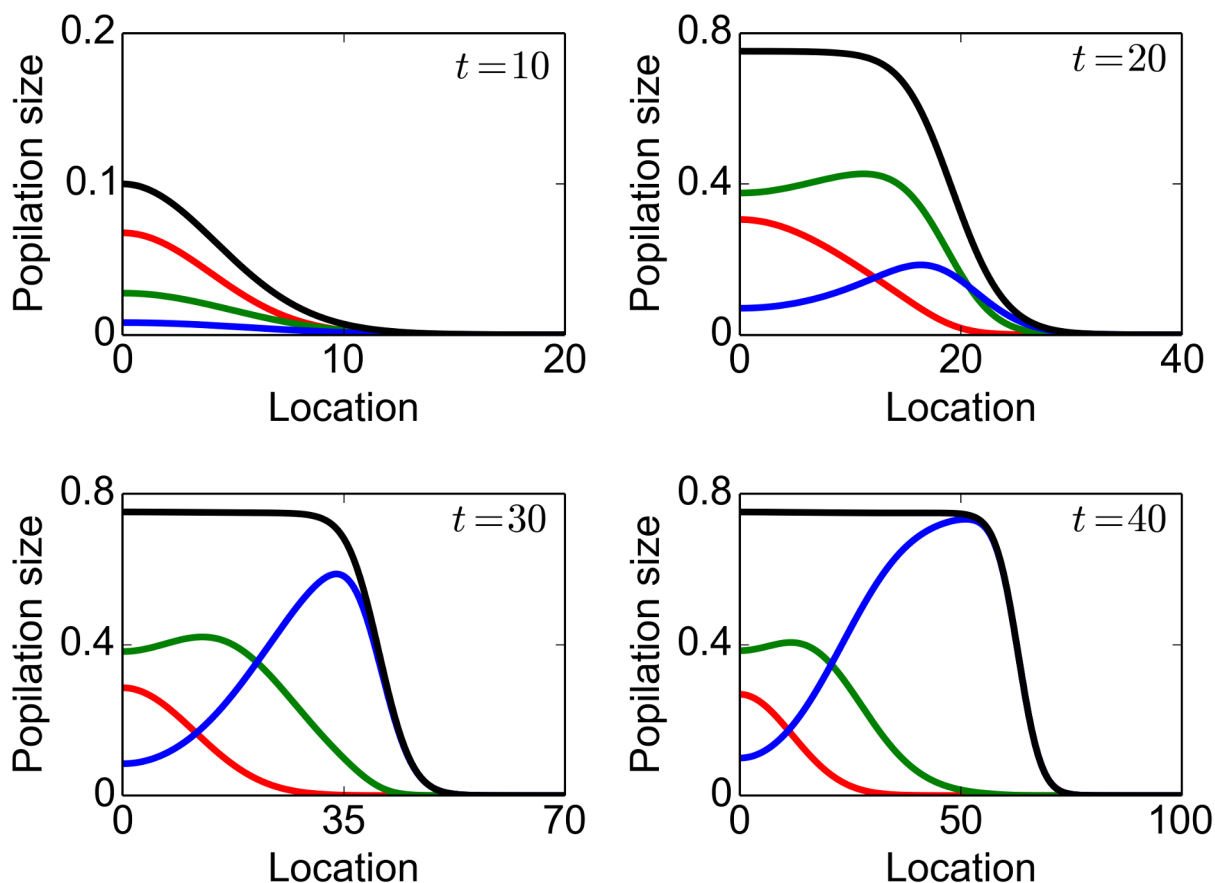 Popilation size
0.2
0.1
0
t = 10
0 10 20
Location
Popilation size
0.8
0.4
0
t = 20
0 20 40
Location
Popilation size
0.8
0.4
0
t = 30
0 35 70
Location
Popilation size
0.8
0.4
0
t = 40
0 50 100
Location